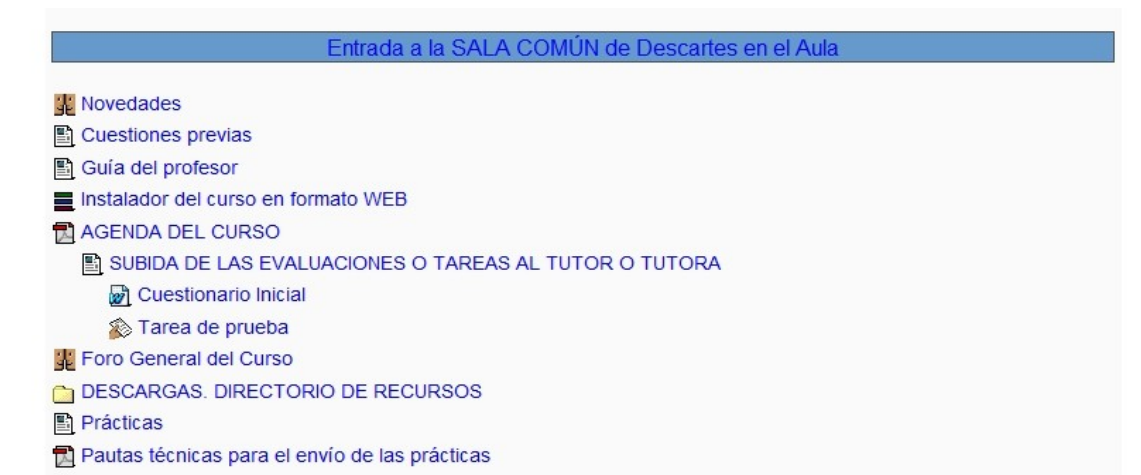 Entrada a la SALA COMÚN de Descartes en el Aula
Novedades
Cuestiones previas
Guía del profesor
Instalador del curso en formato WEB
AGENDA DEL CURSO
SUBIDA DE LAS EVALUACIONES O TAREAS AL TUTOR O TUTORA
Cuestionario Inicial
Tarea de prueba
Foro General del Curso
DESCARGAS. DIRECTORIO DE RECURSOS
Prácticas
Pautas técnicas para el envío de las prácticas